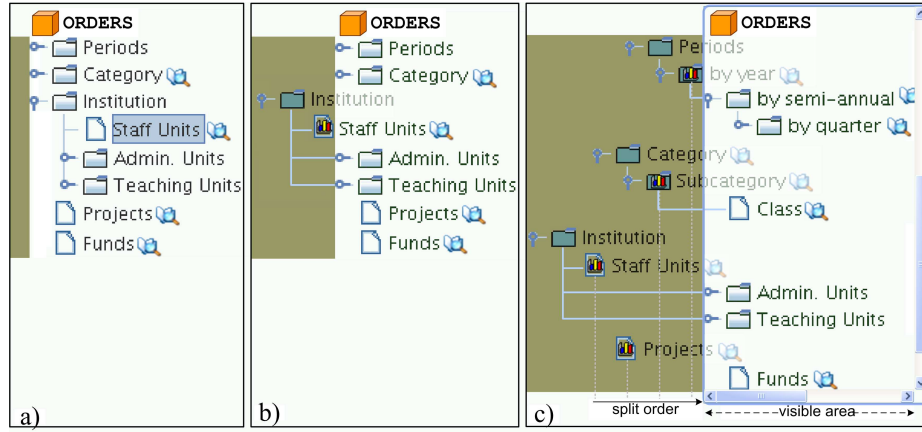 ORDERS
Periods
Category
Institution
Staff Units
Admin. Units
Teaching Units
Projects
Funds
a)
ORDERS
Periods
Category
Institution
Staff Units
Admin. Units
Teaching Units
Projects
Funds
b)
ORDERS
Periods
by year
by semi-annual
by quarter
Category
Subcategory
Class
Institution
Staff Units
Admin. Units
Teaching Units
Projects
Funds
c)
split order
visible area